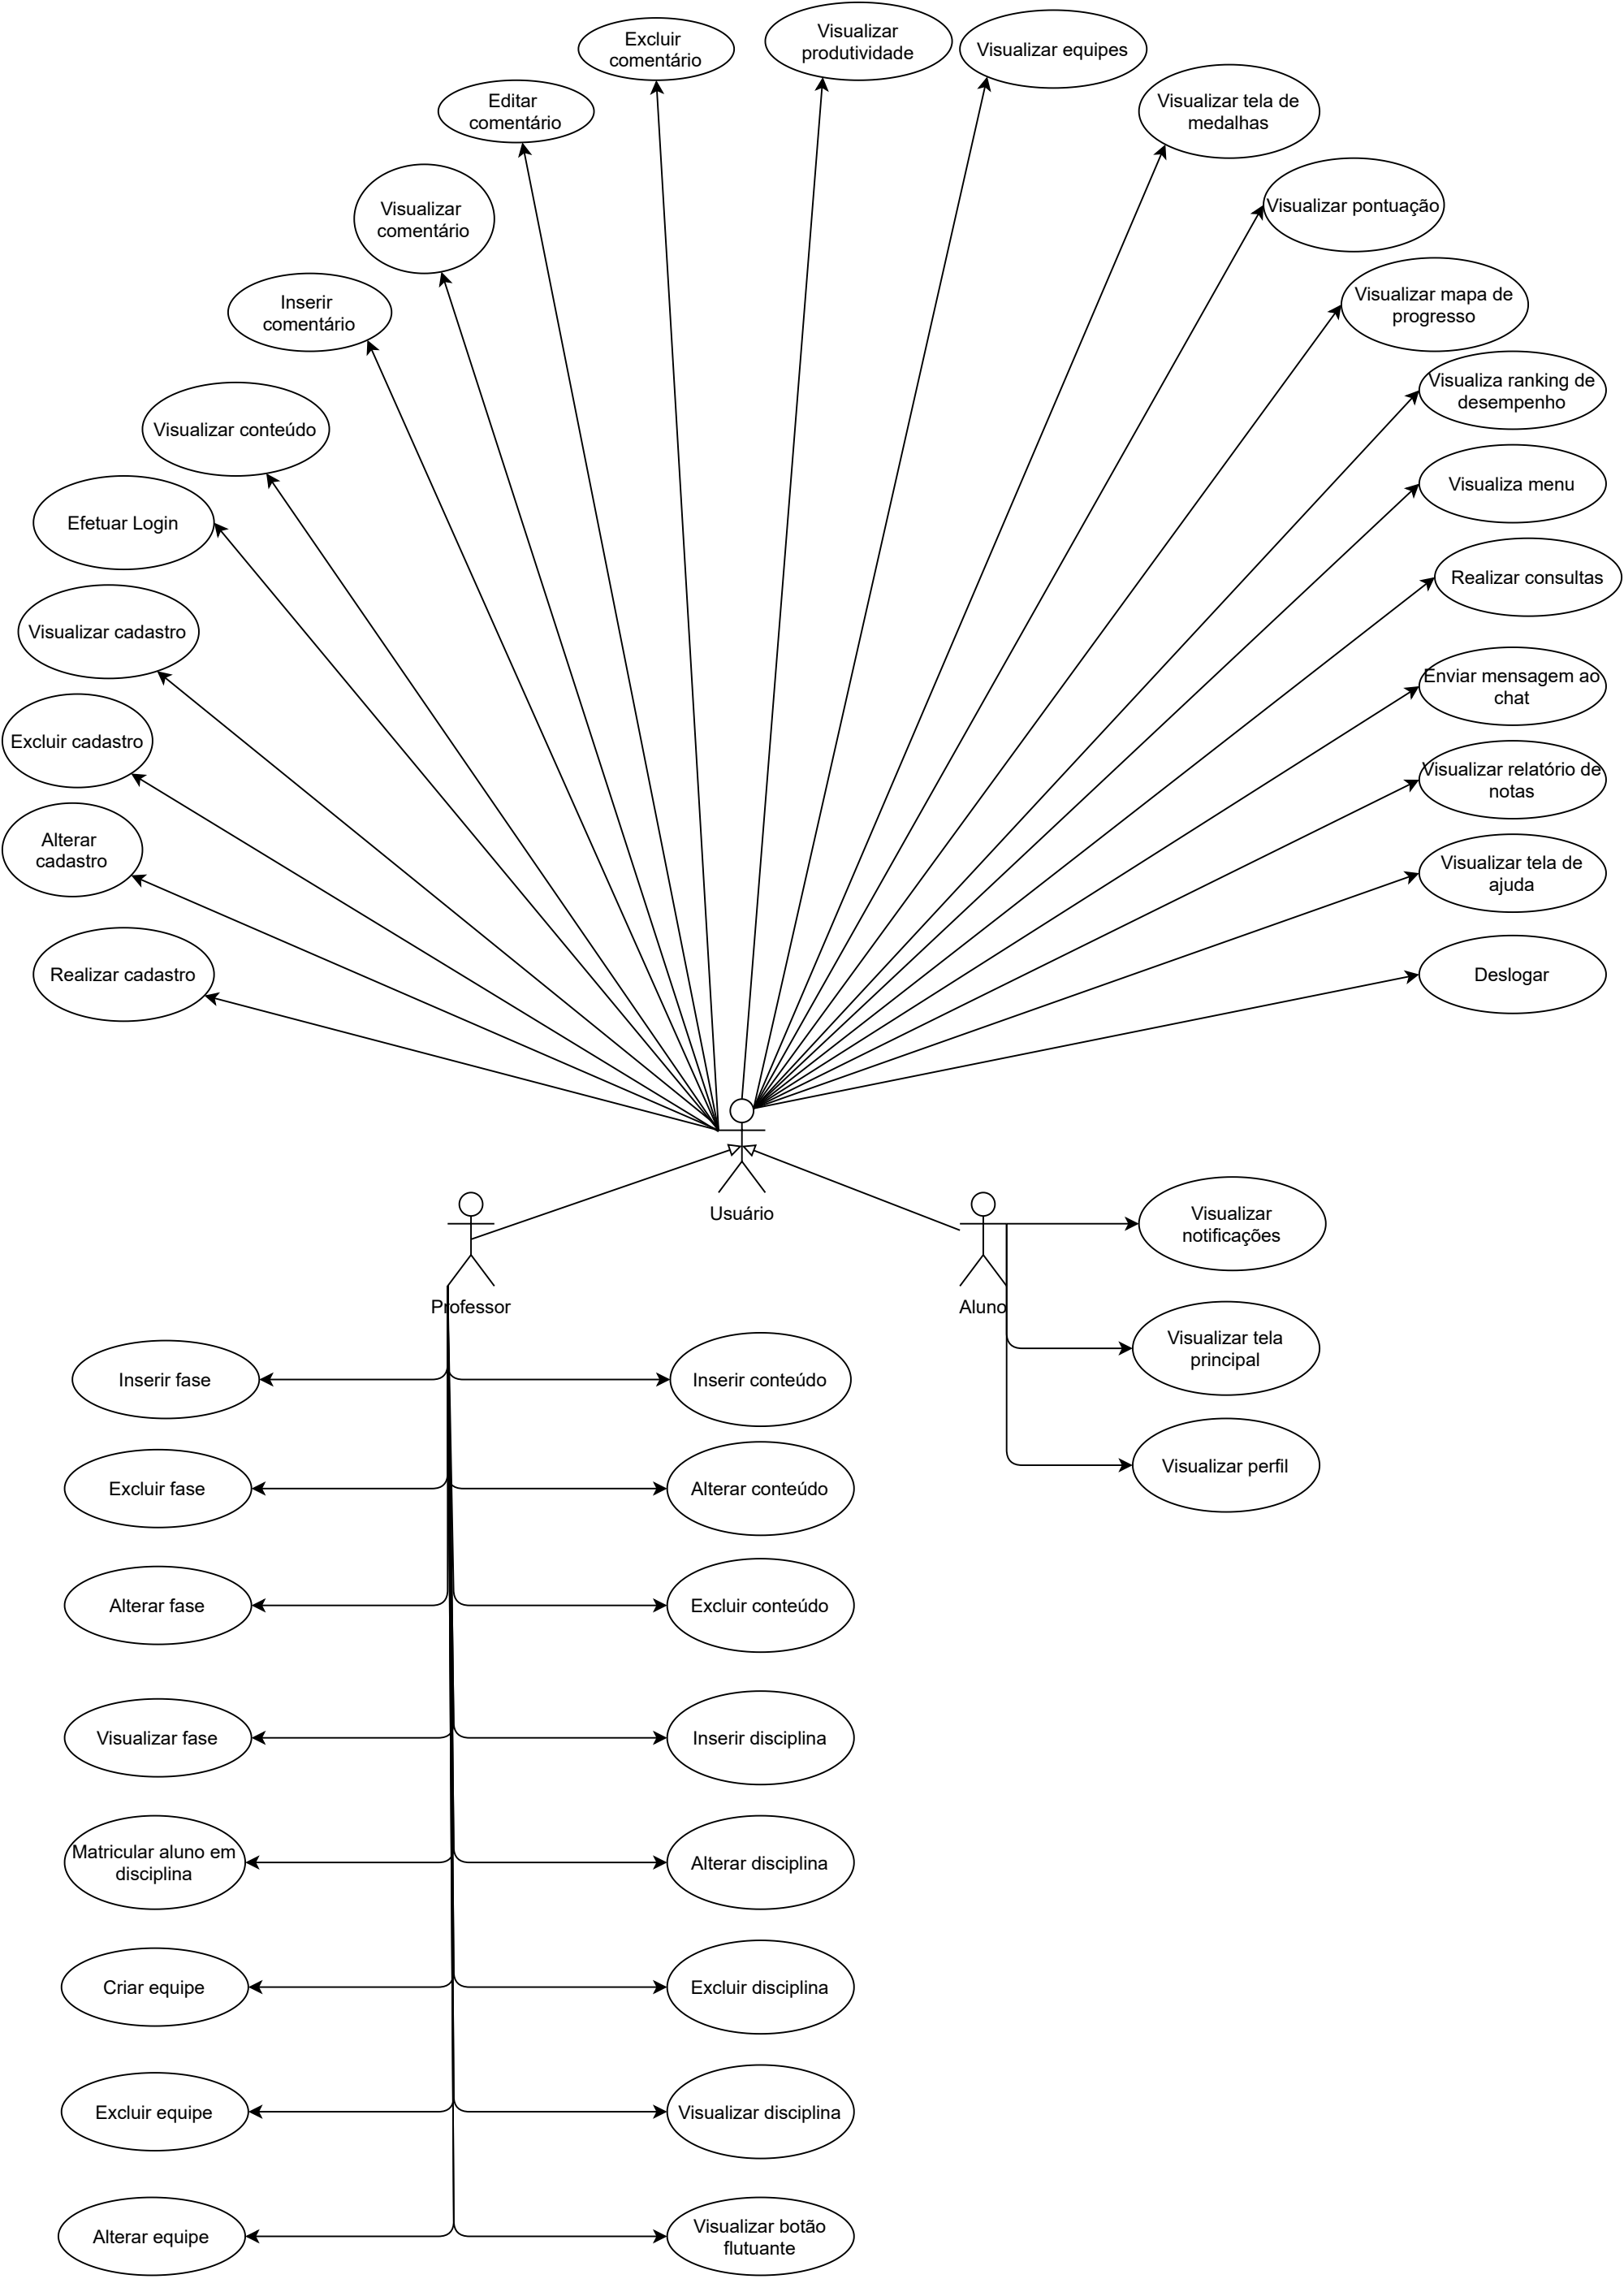 Visualizar
produtividade
Excluir
comentário
Visualizar equipes
Editar
comentário
Visualizar tela de
medalhas
Visualizar
comentário
Visualizar pontuação
Inserir
comentário
Visualizar mapa de
progresso
Visualiza ranking de
desempenho
Visualizar conteúdo
Visualiza menu
Efetuar Login
Realizar consultas
Visualizar cadastro
Enviar mensagem ao
chat
Excluir cadastro
Visualizar relatório de
notas
Alterar
cadastro
Visualizar tela de
ajuda
Realizar cadastro
Deslogar
Usuário
Visualizar
notificações
Professor
Aluno
Visualizar tela
principal
Inserir fase
Inserir conteúdo
Visualizar perfil
Excluir fase
Alterar conteúdo
Alterar fase
Excluir conteúdo
Visualizar fase
Inserir disciplina
Matricular aluno em
disciplina
Alterar disciplina
Criar equipe
Excluir disciplina
Excluir equipe
Visualizar disciplina
Alterar equipe
Visualizar botão
flutuante